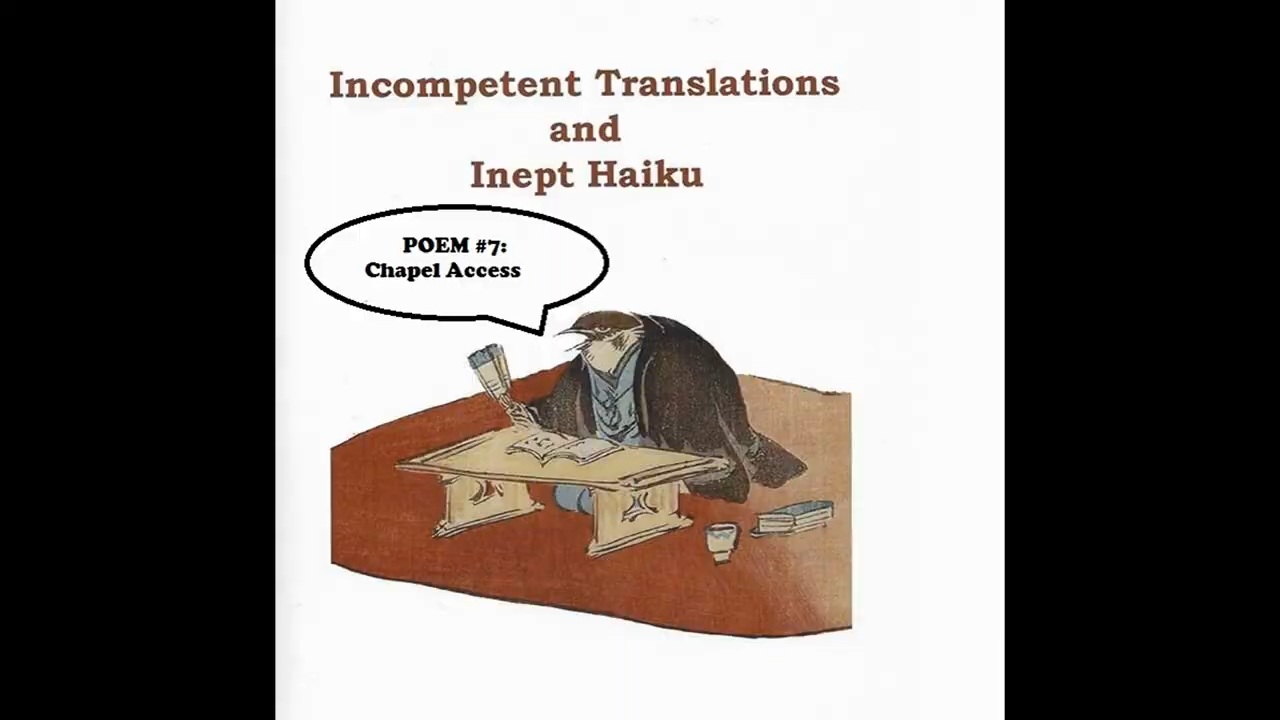 Incompetent Translations
and
Inept Haiku
POEM #7:
Chapel Access